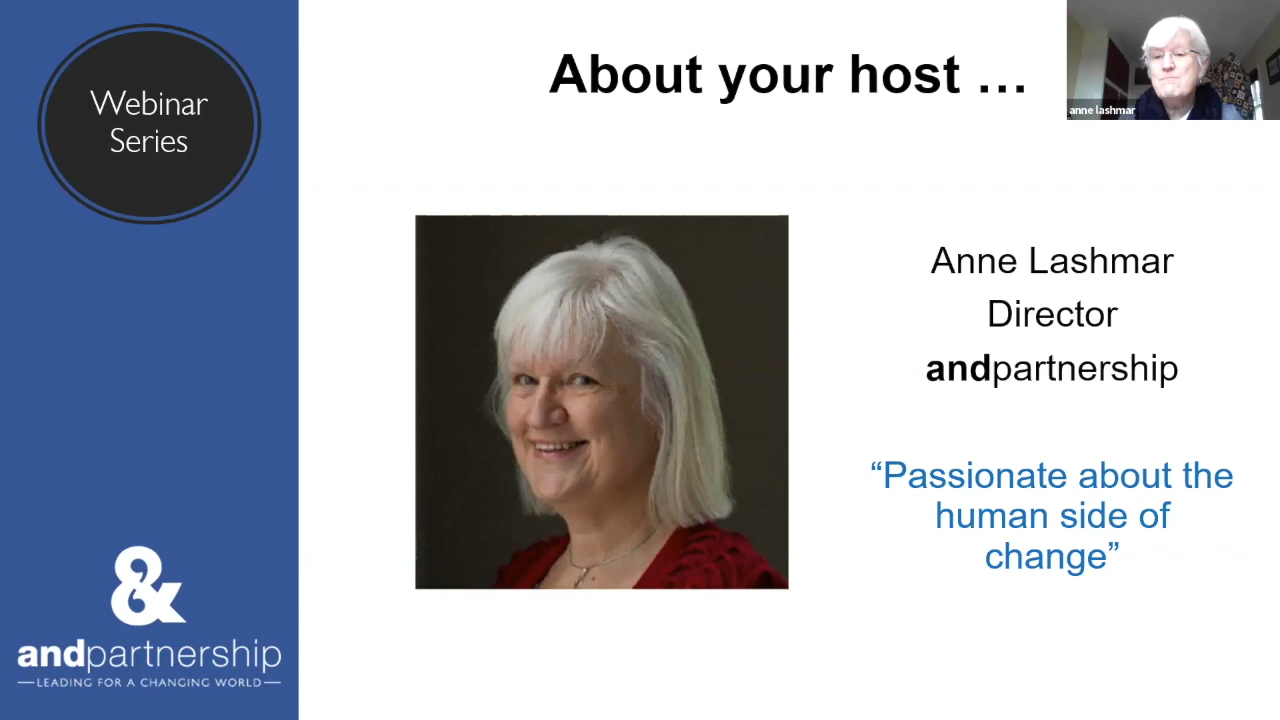 Webinar
Series
About your host …
anne lashmar
Anne Lashmar
Director
andpartnership
“Passionate about the
human side of
change”
&
andpartnership
LEADING FOR A CHANGING WORLD